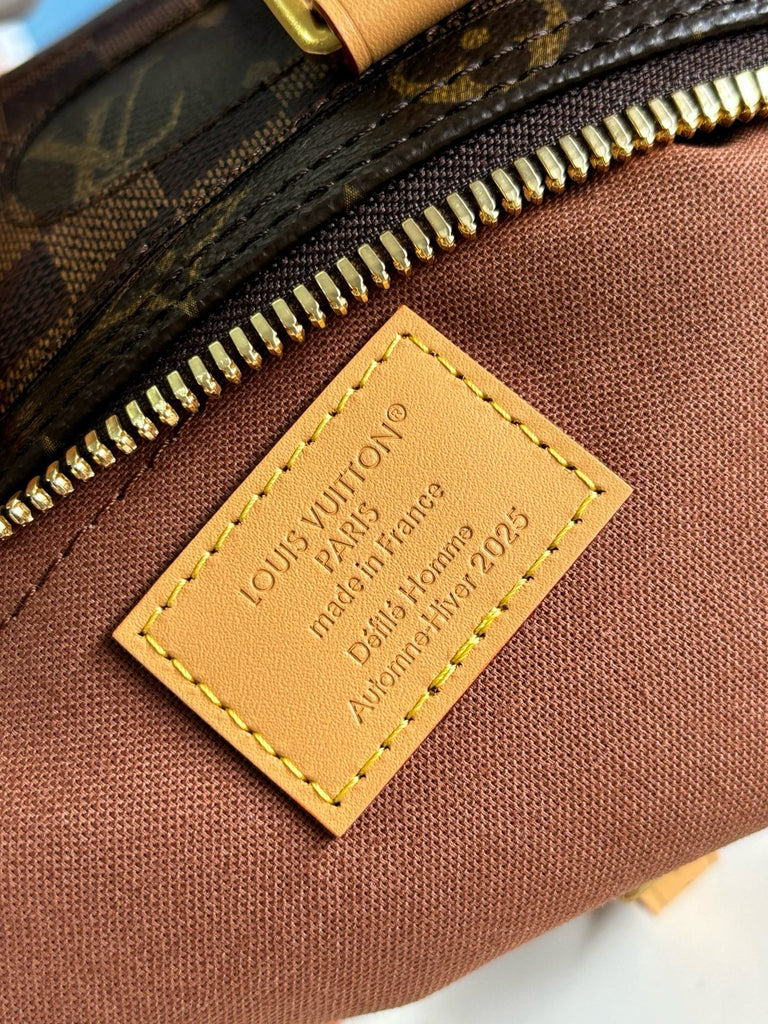 LOUIS VUITTON®
PARIS
made in France
Défilé Homme
Automne-Hiver 2025